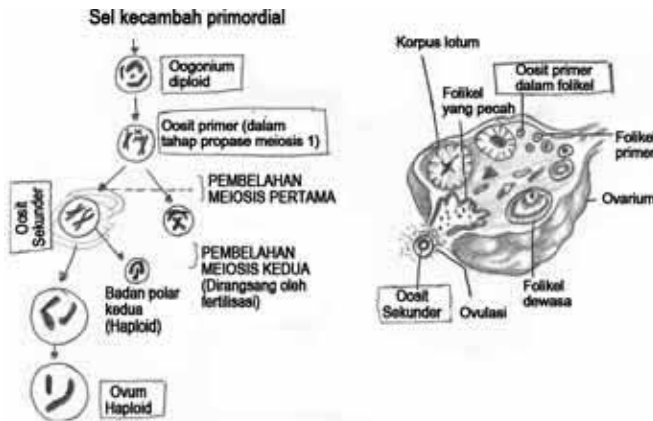 Sel kecambah primordial
Oogonium
diploid
Oosit primer (dalam
tahap propase meiosis 1)
Oosit
Sekunder
PEMBELAHAN
MEIOSIS PERTAMA
PEMBELAHAN
MEIOSIS KEDUA
(Dirangsang oleh
fertilisasi)
Badan polar
kedua
(Haploid)
Ovum
Haploid
Korpus lotum
Folikel
yang pecah
Oosit primer
dalam folikel
Folikel
primer
Ovarium
Folikel
dewasa
Oosit
Sekunder
Ovulasi